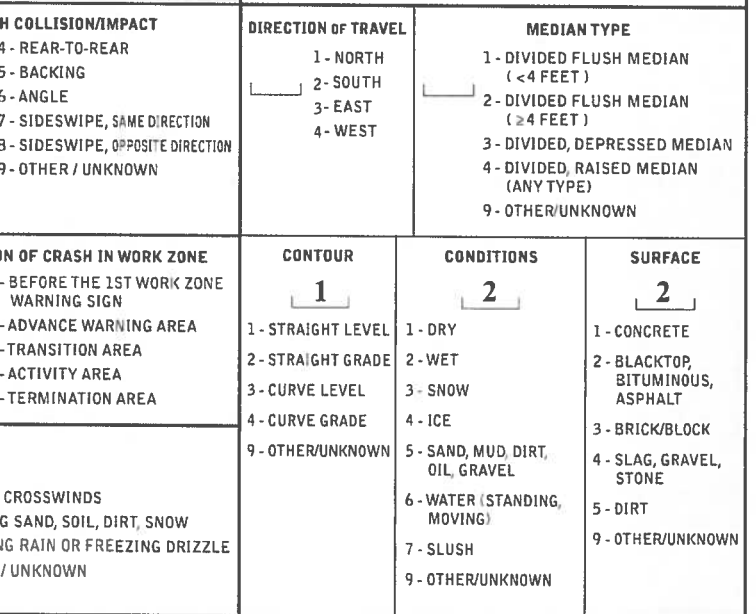 H COLLISION/IMPACT
4 - REAR-TO-REAR
5 - BACKING
6 - ANGLE
7 - SIDESWIPE, SAME DIRECTION
8 - SIDESWIPE, OPPOSITE DIRECTION
9 - OTHER / UNKNOWN
DIRECTION OF TRAVEL
1 - NORTH
2 - SOUTH
3 - EAST
4 - WEST
MEDIAN TYPE
1 - DIVIDED FLUSH MEDIAN
( <4 FEET )
2 - DIVIDED FLUSH MEDIAN
( ≥4 FEET )
3 - DIVIDED, DEPRESSED MEDIAN
4 - DIVIDED, RAISED MEDIAN
(ANY TYPE)
9 - OTHER/UNKNOWN
ON OF CRASH IN WORK ZONE
- BEFORE THE 1ST WORK ZONE
WARNING SIGN
- ADVANCE WARNING AREA
- TRANSITION AREA
- ACTIVITY AREA
- TERMINATION AREA
CROSSWINDS
G SAND, SOIL, DIRT, SNOW
NG RAIN OR FREEZING DRIZZLE
/ UNKNOWN
CONTOUR
1
1 - STRAIGHT LEVEL
2 - STRAIGHT GRADE
3 - CURVE LEVEL
4 - CURVE GRADE
9 - OTHER/UNKNOWN
CONDITIONS
2
1 - DRY
2 - WET
3 - SNOW
4 - ICE
5 - SAND, MUD, DIRT,
OIL, GRAVEL
6 - WATER (STANDING,
MOVING)
7 - SLUSH
9 - OTHER/UNKNOWN
SURFACE
2
1 - CONCRETE
2 - BLACKTOP,
BITUMINOUS,
ASPHALT
3 - BRICK/BLOCK
4 - SLAG, GRAVEL,
STONE
5 - DIRT
9 - OTHER/UNKNOWN